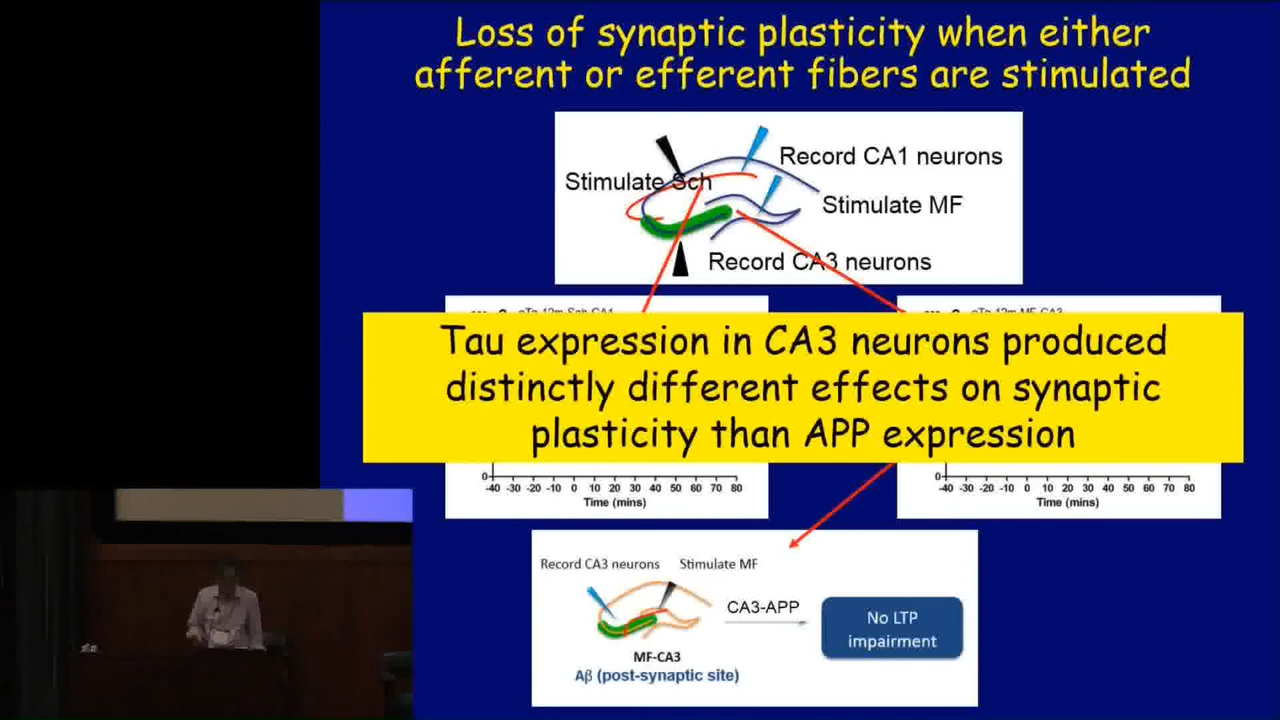 Loss of synaptic plasticity when either
afferent or efferent fibers are stimulated
Record CA1 neurons
Stimulate Sch
Stimulate MF
Record CA3 neurons
Tau expression in CA3 neurons produced
distinctly different effects on synaptic
plasticity than APP expression
0
-40 -30 -20 -10 0 10 20 30 40 50 60 70 80
Time (mins)
0
-40 -30 -20 -10 0 10 20 30 40 50 60 70 80
Time (mins)
Record CA3 neurons
Stimulate MF
CA3-APP
No LTP
impairment
MF-CA3
Aβ (post-synaptic site)